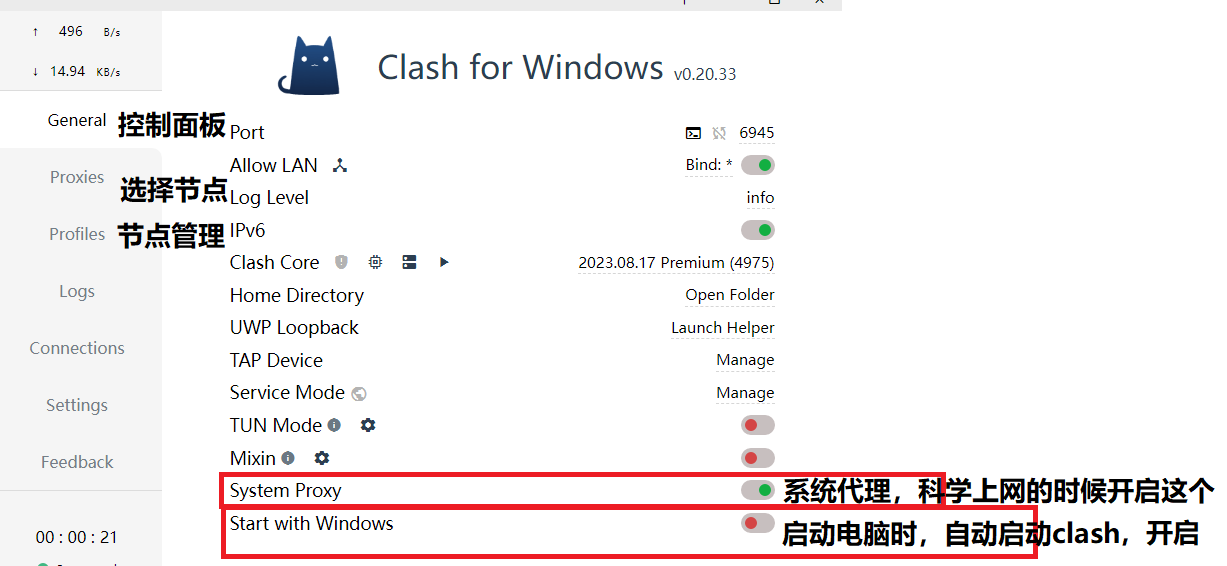 ↑ 496 B/s
↓ 14.94 KB/s
Clash for Windows v0.20.33
General 控制面板
Port 6945
Allow LAN Bind: *
Proxies 选择节点
Log Level info
Profiles 节点管理
IPv6
Clash Core 2023.08.17 Premium (4975)
Logs
Home Directory Open Folder
UWP Loopback Launch Helper
Connections
TAP Device Manage
Service Mode Manage
Settings
TUN Mode
Feedback
Mixin
System Proxy 系统代理，科学上网的时候开启这个
Start with Windows 启动电脑时，自动启动clash，开启
00 : 00 : 21